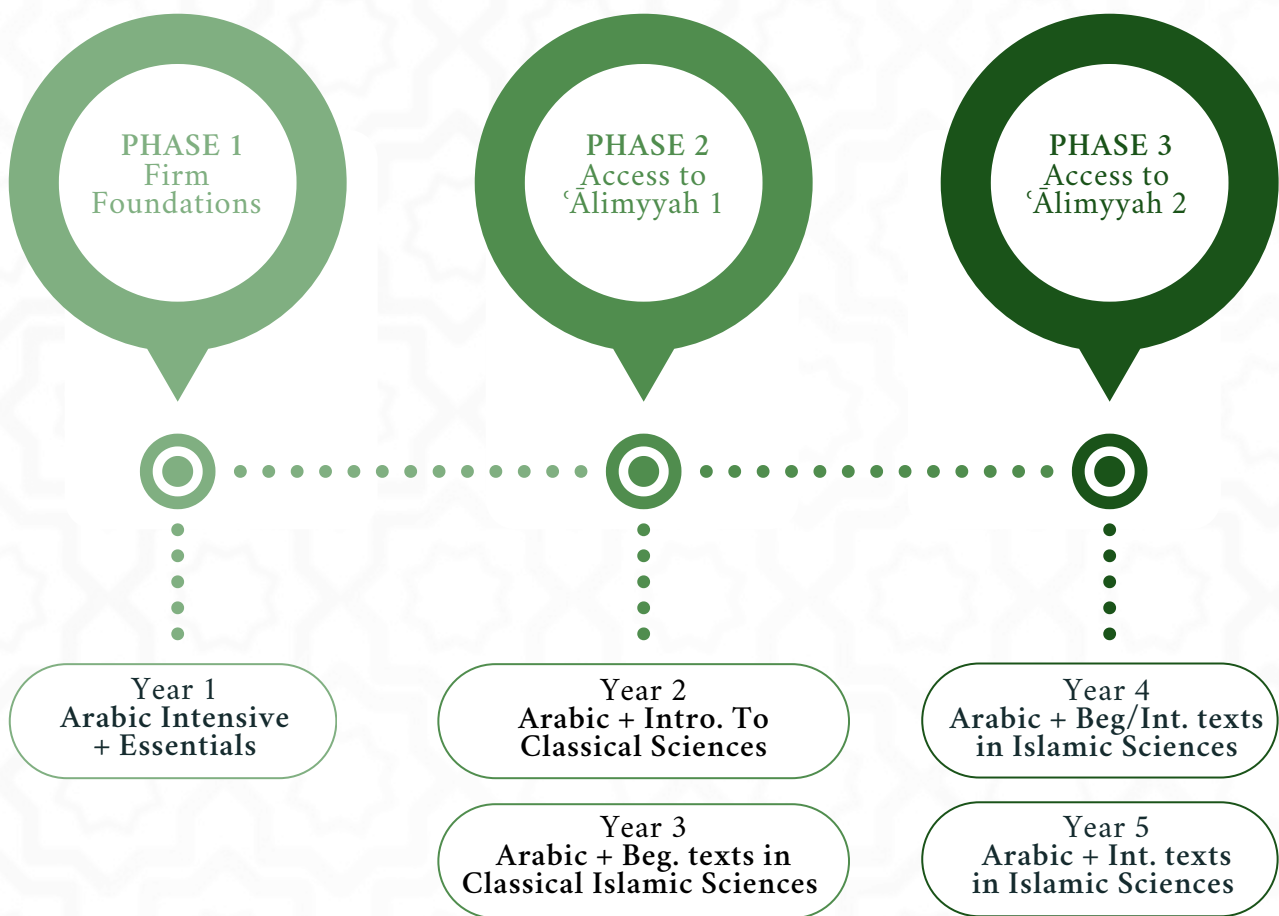 PHASE 1
Firm
Foundations
PHASE 2
Access to
ʿĀlimyyah 1
PHASE 3
Access to
ʿĀlimyyah 2
Year 1
Arabic Intensive
+ Essentials
Year 2
Arabic + Intro. To
Classical Sciences
Year 3
Arabic + Beg. texts in
Classical Islamic Sciences
Year 4
Arabic + Beg/Int. texts
in Islamic Sciences
Year 5
Arabic + Int. texts
in Islamic Sciences